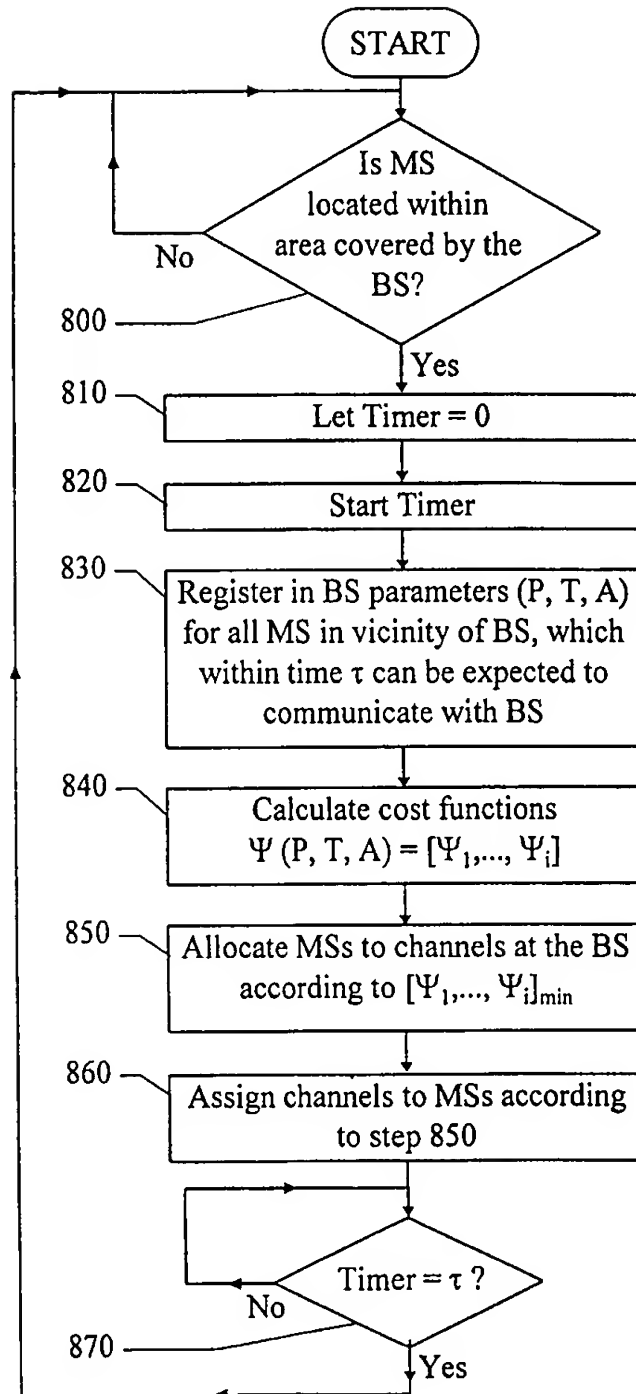 START
Is MS
located within
area covered by the
BS?
No
800
Yes
810
Let Timer = 0
820
Start Timer
830
Register in BS parameters (P, T, A)
for all MS in vicinity of BS, which
within time τ can be expected to
communicate with BS
840
Calculate cost functions
Ψ (P, T, A) = [Ψ₁,..., Ψᵢ]
850
Allocate MSs to channels at the BS
according to [Ψ₁,..., Ψᵢ]min
860
Assign channels to MSs according
to step 850
Timer = τ ?
No
870
Yes